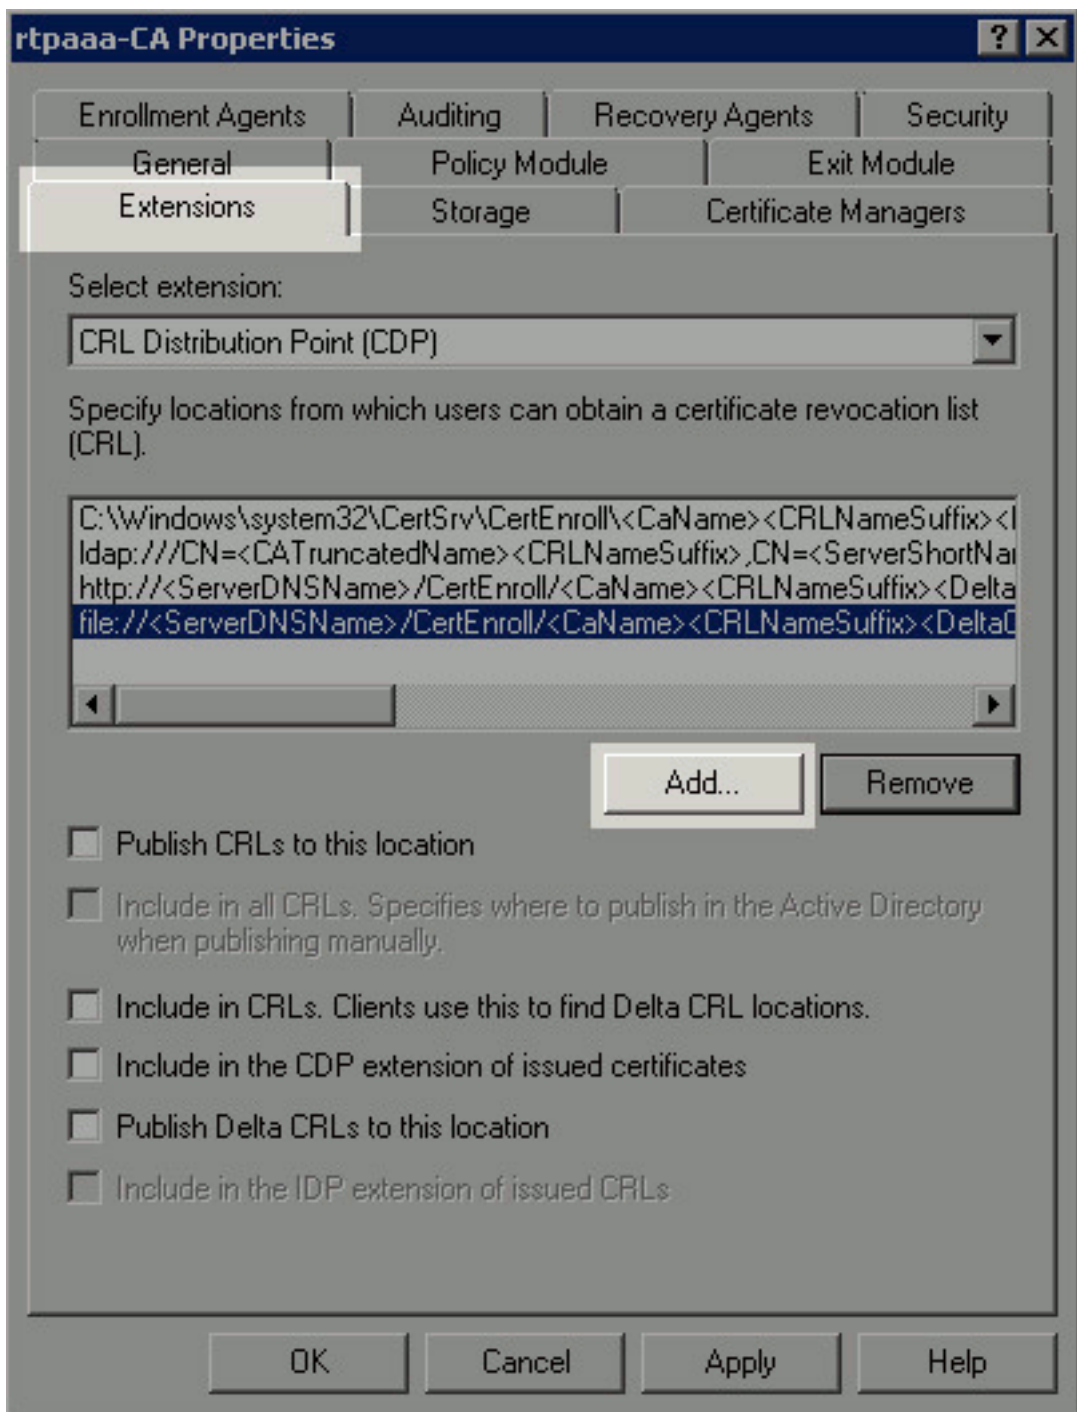 rtpaaa-CA Properties
Enrollment Agents Auditing Recovery Agents Security
General Policy Module Exit Module
Extensions Storage Certificate Managers
Select extension:
CRL Distribution Point (CDP)
Specify locations from which users can obtain a certificate revocation list
(CRL).
C:\Windows\system32\CertSrv\CertEnroll\<CaName><CRLNameSuffix><
ldap:///CN=<CATruncatedName><CRLNameSuffix>,CN=<ServerShortNa
http://<ServerDNSName>/CertEnroll/<CaName><CRLNameSuffix><Delta
file://<ServerDNSName>/CertEnroll/<CaName><CRLNameSuffix><DeltaC
Add... Remove
Publish CRLs to this location
Include in all CRLs. Specifies where to publish in the Active Directory
when publishing manually.
Include in CRLs. Clients use this to find Delta CRL locations.
Include in the CDP extension of issued certificates
Publish Delta CRLs to this location
Include in the IDP extension of issued CRLs
OK Cancel Apply Help